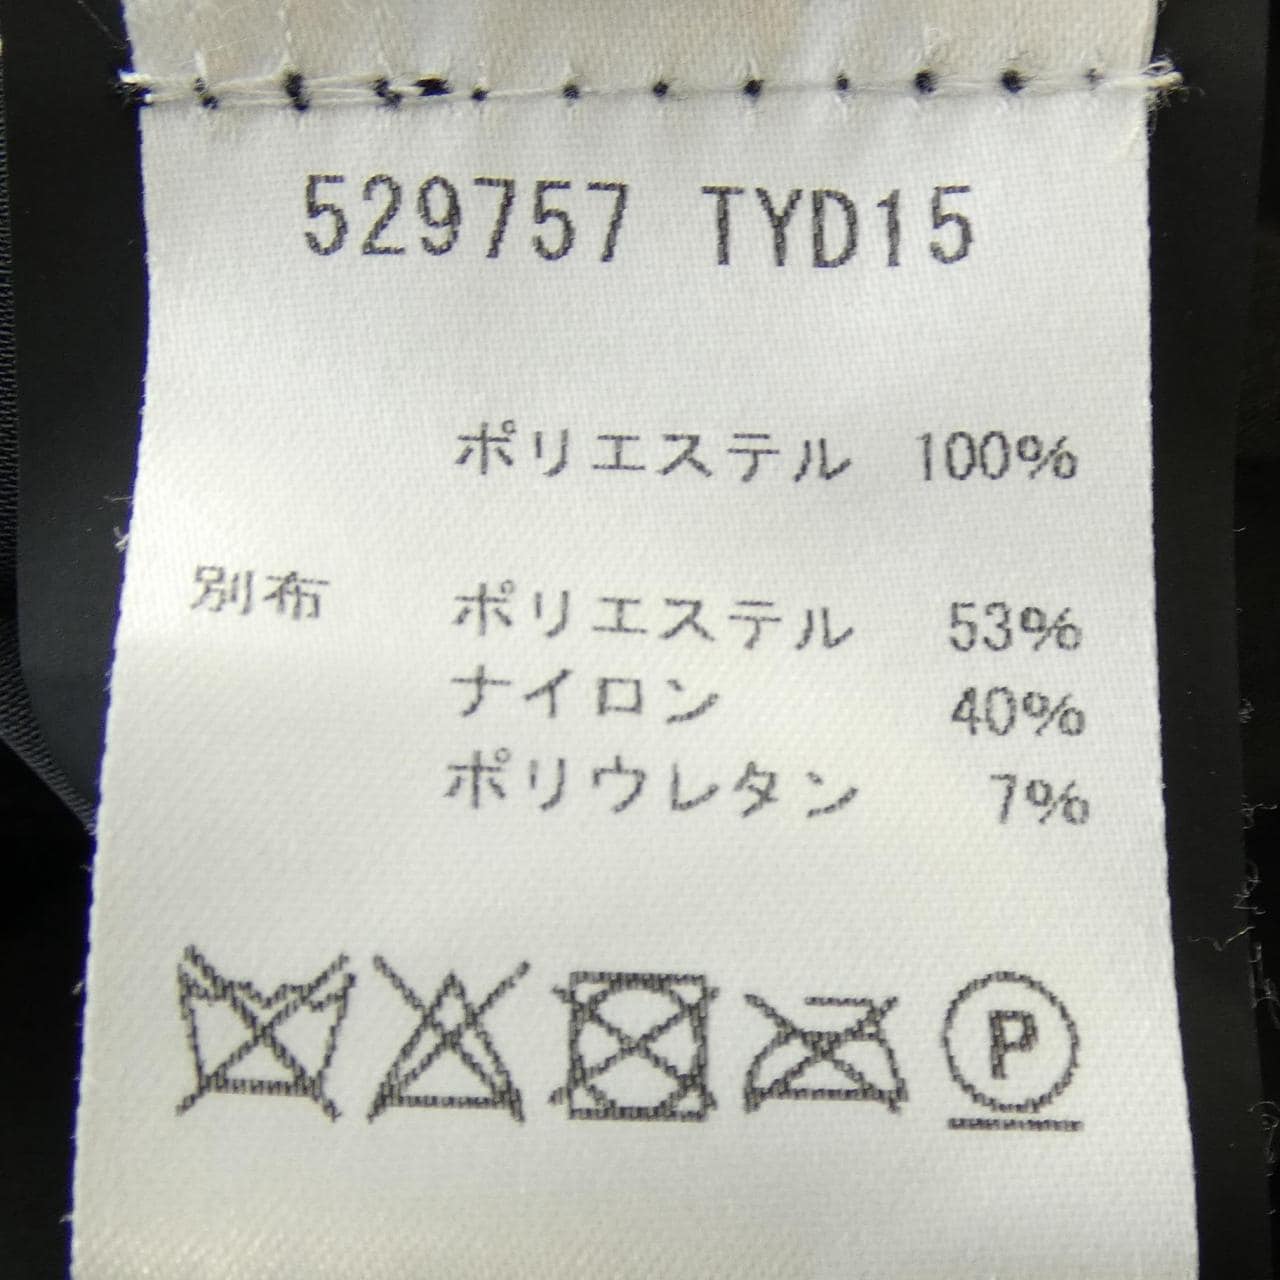 529757 TYD15
ポリエステル 100%
別布 ポリエステル 53%
ナイロン 40%
ポリウレタン 7%
P